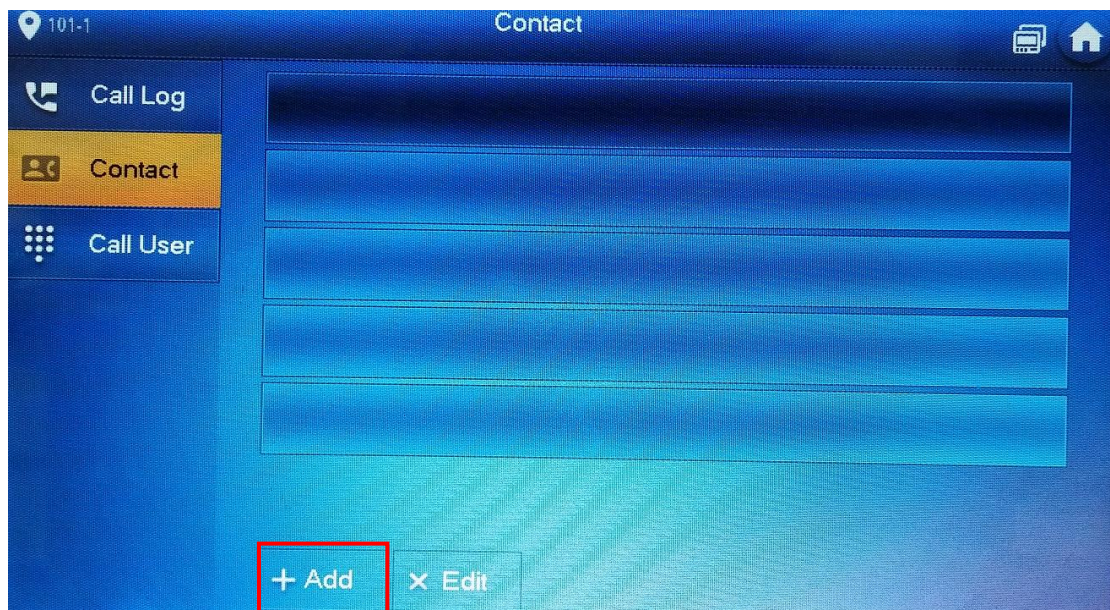 101-1
Contact
Call Log
Contact
Call User
+ Add
× Edit